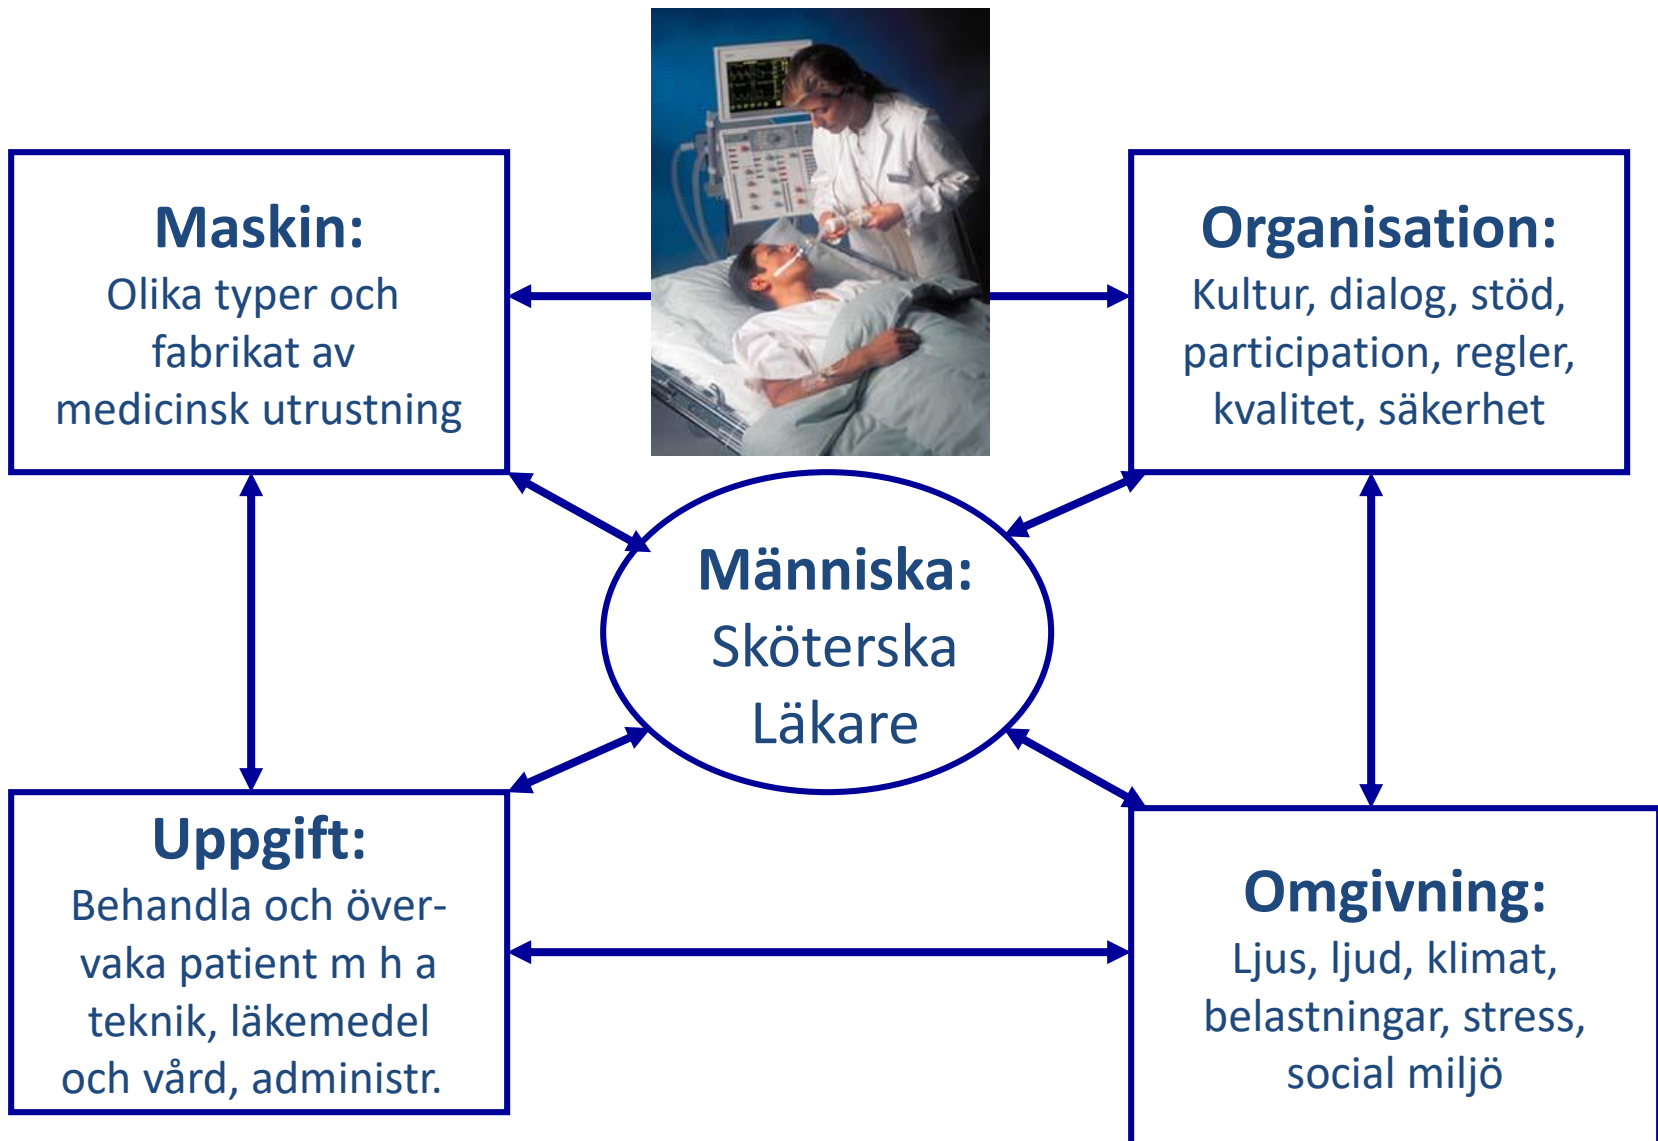 Maskin:
Olika typer och
fabrikat av
medicinsk utrustning
Organisation:
Kultur, dialog, stöd,
participation, regler,
kvalitet, säkerhet
Människa:
Sköterska
Läkare
Uppgift:
Behandla och över-
vaka patient m h a
teknik, läkemedel
och vård, administr.
Omgivning:
Ljus, ljud, klimat,
belastningar, stress,
social miljö